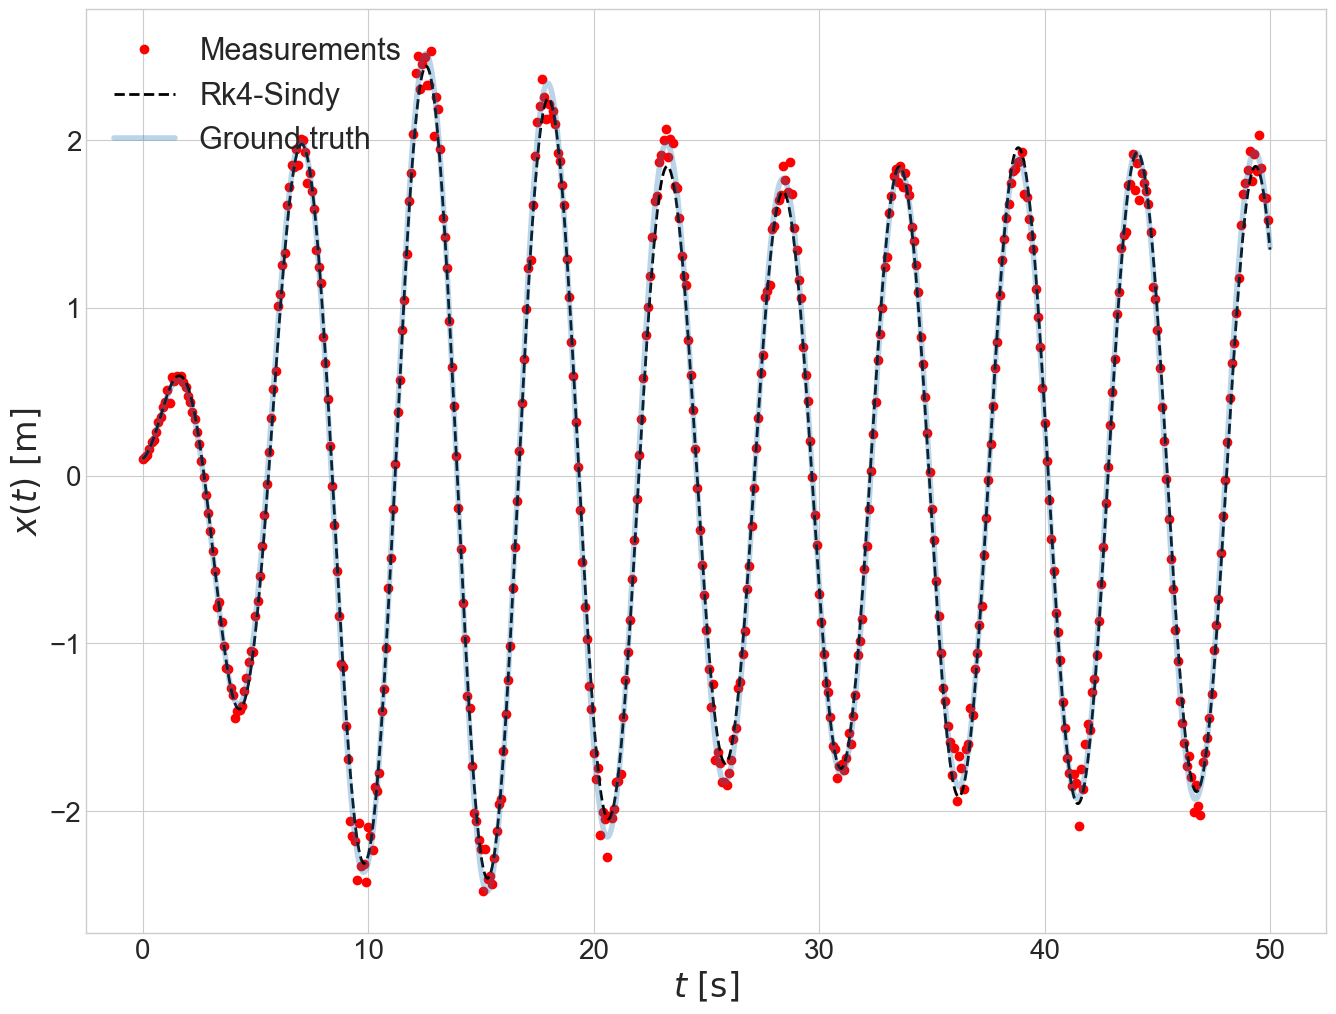 Measurements
Rk4-Sindy
Ground truth
2
1
0
−1
−2
x(t) [m]
0 10 20 30 40 50
t [s]